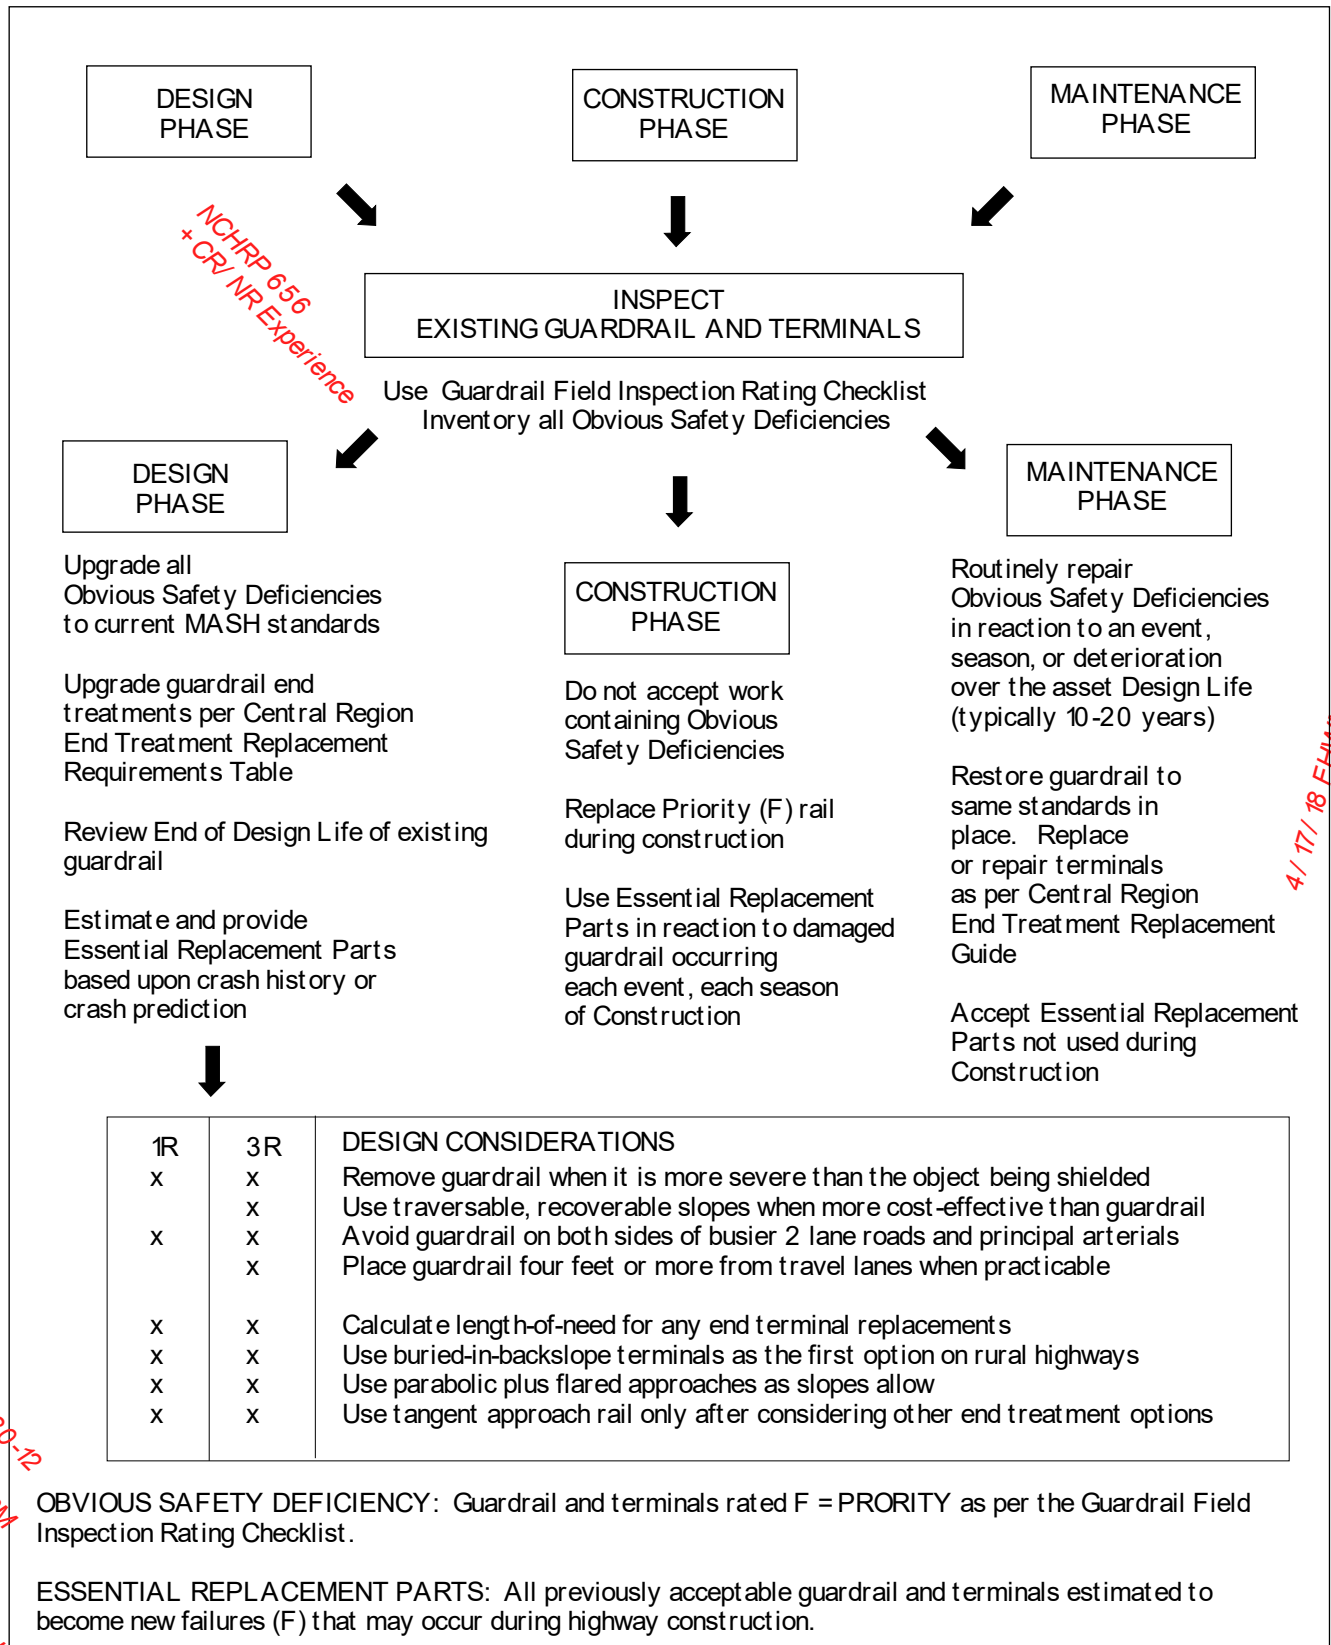 DESIGN
PHASE
CONSTRUCTION
PHASE
MAINTENANCE
PHASE
NCHRP 656
+ CR/ NR Experience
INSPECT
EXISTING GUARDRAIL AND TERMINALS
Use Guardrail Field Inspection Rating Checklist
Inventory all Obvious Safety Deficiencies
DESIGN
PHASE
Upgrade all
Obvious Safety Deficiencies
to current MASH standards
Upgrade guardrail end
treatments per Central Region
End Treatment Replacement
Requirements Table
Review End of Design Life of existing
guardrail
Estimate and provide
Essential Replacement Parts
based upon crash history or
crash prediction
CONSTRUCTION
PHASE
Do not accept work
containing Obvious
Safety Deficiencies
Replace Priority (F) rail
during construction
Use Essential Replacement
Parts in reaction to damaged
guardrail occurring
each event, each season
of Construction
MAINTENANCE
PHASE
Routinely repair
Obvious Safety Deficiencies
in reaction to an event,
season, or deterioration
over the asset Design Life
(typically 10-20 years)
Restore guardrail to
same standards in
place. Replace
or repair terminals
as per Central Region
End Treatment Replacement
Guide
Accept Essential Replacement
Parts not used during
Construction
4/ 17/ 18
1R 3R DESIGN CONSIDERATIONS
x x Remove guardrail when it is more severe than the object being shielded
x Use traversable, recoverable slopes when more cost-effective than guardrail
x x Avoid guardrail on both sides of busier 2 lane roads and principal arterials
x Place guardrail four feet or more from travel lanes when practicable
x x Calculate length-of-need for any end terminal replacements
x x Use buried-in-backslope terminals as the first option on rural highways
x x Use parabolic plus flared approaches as slopes allow
x x Use tangent approach rail only after considering other end treatment options
OBVIOUS SAFETY DEFICIENCY: Guardrail and terminals rated F = PRORITY as per the Guardrail Field
Inspection Rating Checklist.
ESSENTIAL REPLACEMENT PARTS: All previously acceptable guardrail and terminals estimated to
become new failures (F) that may occur during highway construction.